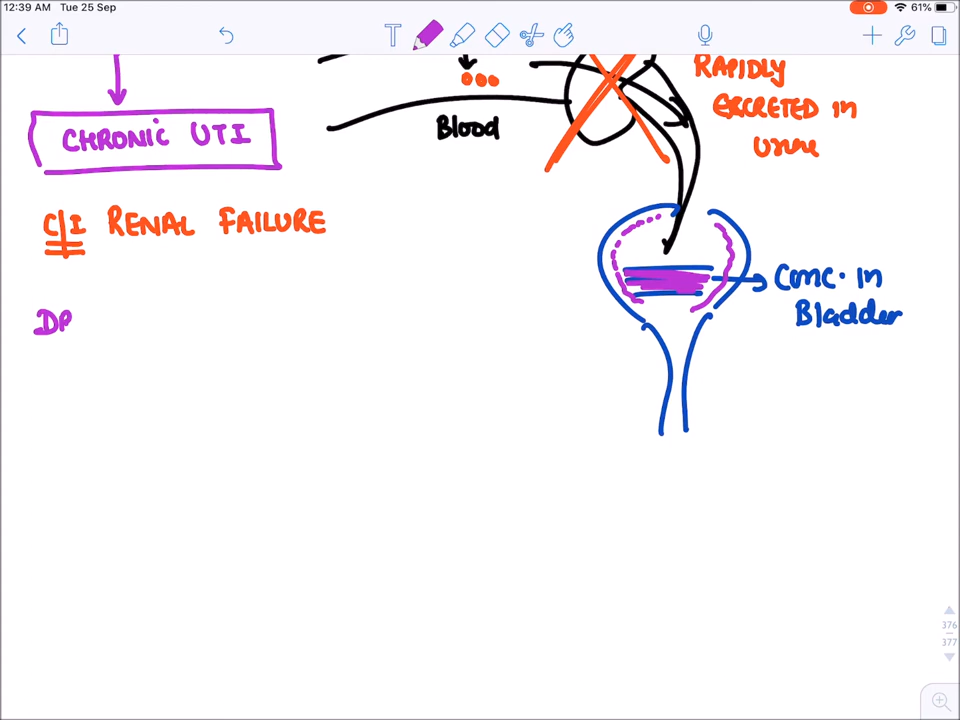 12:39 AM Tue 25 Sep
61%
T
RAPIDLY
EXCRETED in
Urine
Blood
CHRONIC UTI
C/I RENAL FAILURE
Conc. in
Bladder
DR
376
377